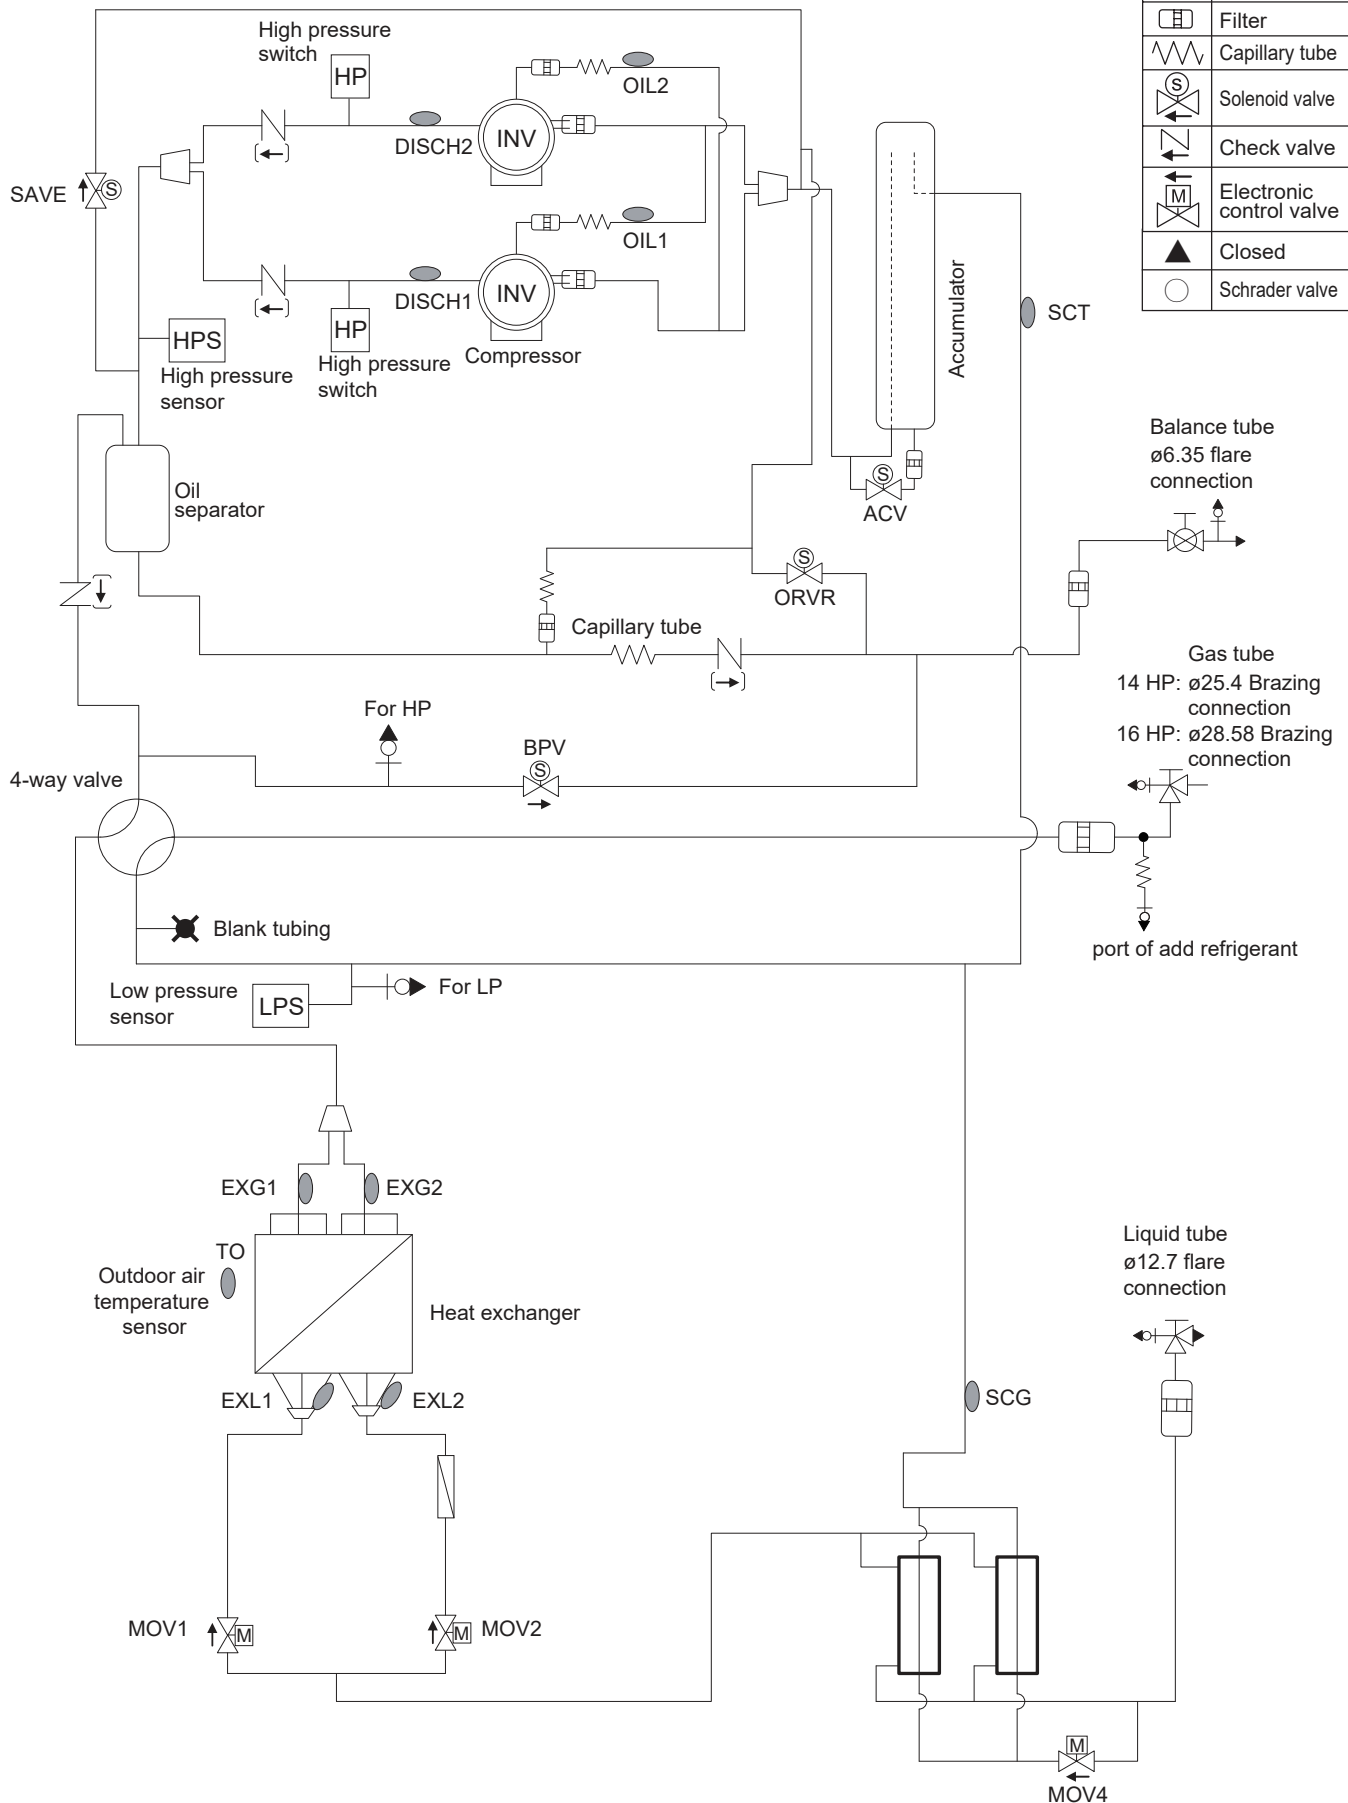 High pressure
switch
HP
OIL2
DISCH2
INV
SAVE
S
OIL1
DISCH1
INV
HPS
HP
Compressor
High pressure
sensor
High pressure
switch
Accumulator
SCT
Filter
Capillary tube
S
Solenoid valve
Check valve
M
Electronic
control valve
Closed
Schrader valve
Oil
separator
S
ACV
Balance tube
ø6.35 flare
connection
S
ORVR
Capillary tube
Gas tube
14 HP: ø25.4 Brazing
connection
16 HP: ø28.58 Brazing
connection
For HP
BPV
S
4-way valve
Blank tubing
port of add refrigerant
Low pressure
sensor
LPS
For LP
EXG1
EXG2
TO
Outdoor air
temperature
sensor
Heat exchanger
EXL1
EXL2
Liquid tube
ø12.7 flare
connection
SCG
MOV1
M
M
MOV2
M
MOV4